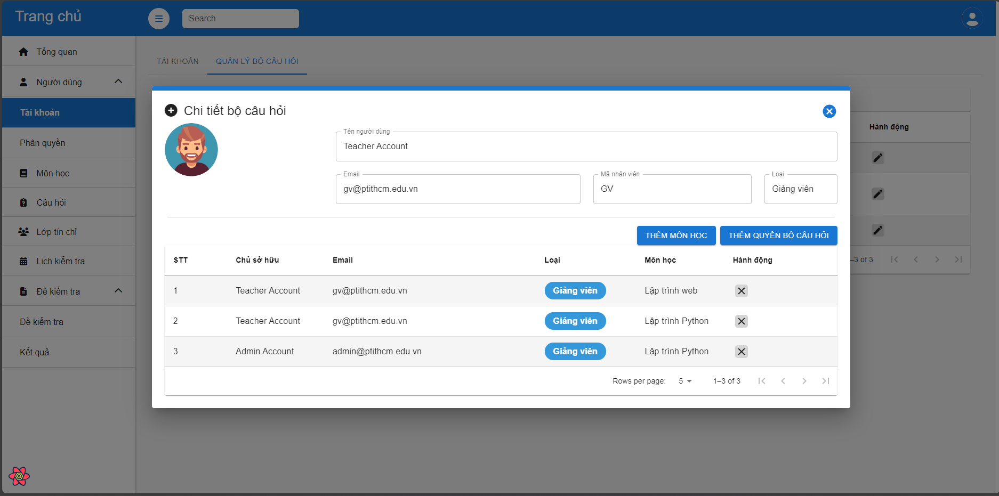 Trang chủ
Search
Tổng quan
Người dùng
Tài khoản
Phân quyền
Môn học
Câu hỏi
Lớp tín chỉ
Lịch kiểm tra
Đề kiểm tra
Đề kiểm tra
Kết quả
TÀI KHOẢN QUẢN LÝ BỘ CÂU HỎI
Hành động
–3 of 3
Chi tiết bộ câu hỏi
Tên người dùng
Teacher Account
Email Mã nhân viên Loại
gv@ptithcm.edu.vn GV Giảng viên
THÊM MÔN HỌC THÊM QUYỀN BỘ CÂU HỎI
STT Chủ sở hữu Email Loại Môn học Hành động
1 Teacher Account gv@ptithcm.edu.vn Giảng viên Lập trình web
2 Teacher Account gv@ptithcm.edu.vn Giảng viên Lập trình Python
3 Admin Account admin@ptithcm.edu.vn Giảng viên Lập trình Python
Rows per page: 5 1–3 of 3